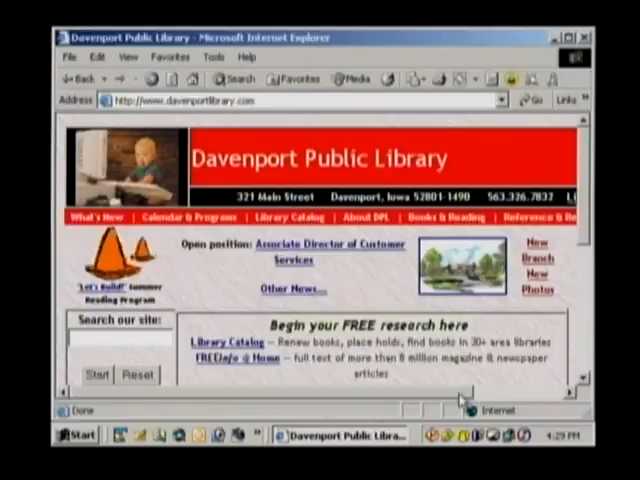 Davenport Public Library - Microsoft Internet Explorer
File Edit View Favorites Tools Help
Back Search Favorites Media
Address http://www.davenportlibrary.com Go Links »
Davenport Public Library
321 Main Street Davenport, Iowa 52801-1490 563.326.7832 Li
What's New | Calendar & Programs | Library Catalog | About DPL | Books & Reading | Reference & Re
Open position: Associate Director of Customer
Services
Other News...
New
Branch
New
Photos
"Let's Build!" Summer
Reading Program
Search our site:
Start Reset
Begin your FREE research here
Library Catalog -- Renew books, place holds, find books in 30+ area libraries
FREEInfo @ Home -- full text of more than 8 million magazine & newspaper
articles
Done Internet
Start Davenport Public Libra... 4:29 PM